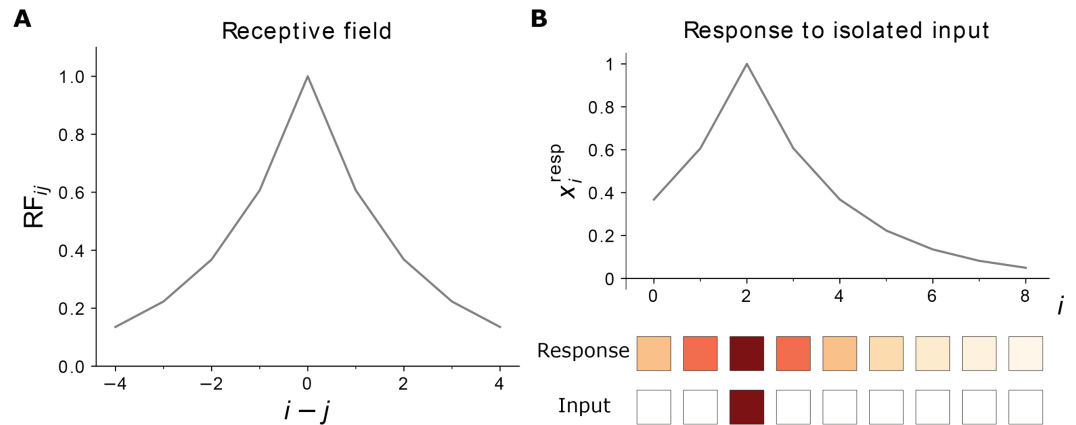 A
Receptive field
RFij
1.0
0.8
0.6
0.4
0.2
0.0
−4
−2
0
2
4
i − j
B
Response to isolated input
xi^resp
1
0.8
0.6
0.4
0.2
0
0
2
4
6
8
i
Response
Input